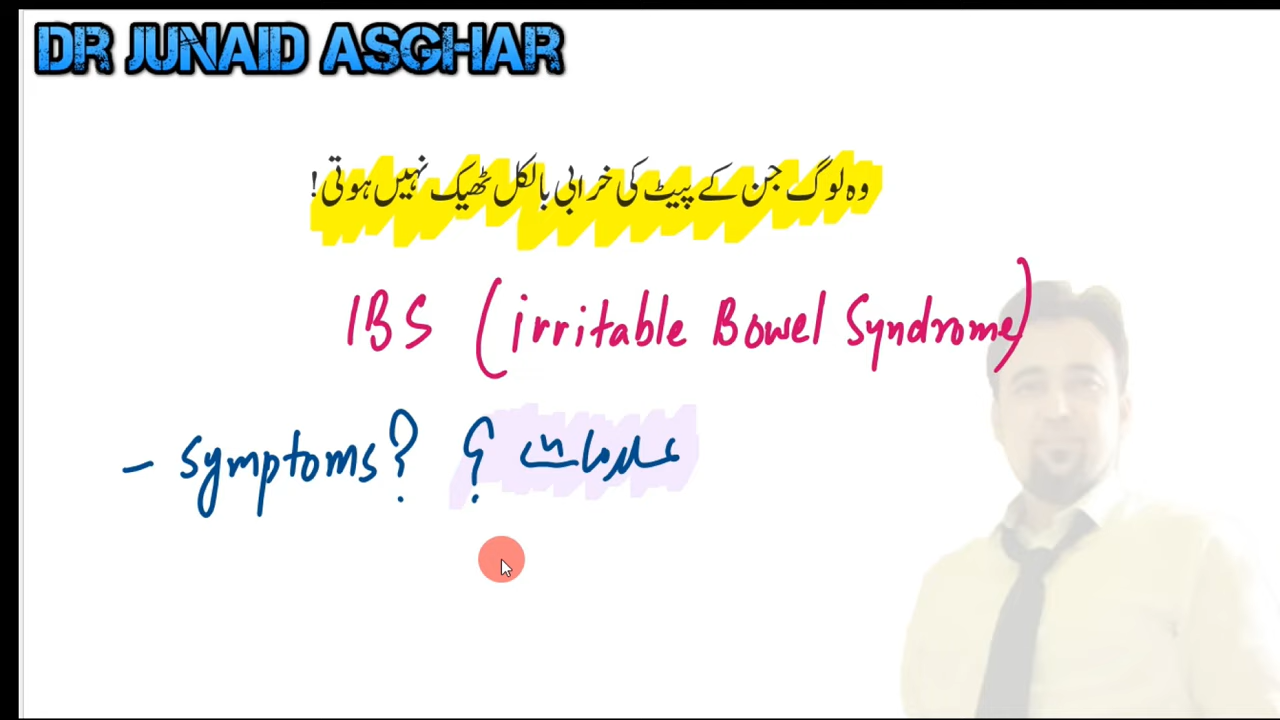 DR JUNAID ASGHAR
وہ لوگ جن کے پیٹ کی خرابی بالکل ٹھیک نہیں ہوتی!
IBS (irritable Bowel Syndrome)
- symptoms? علامات؟